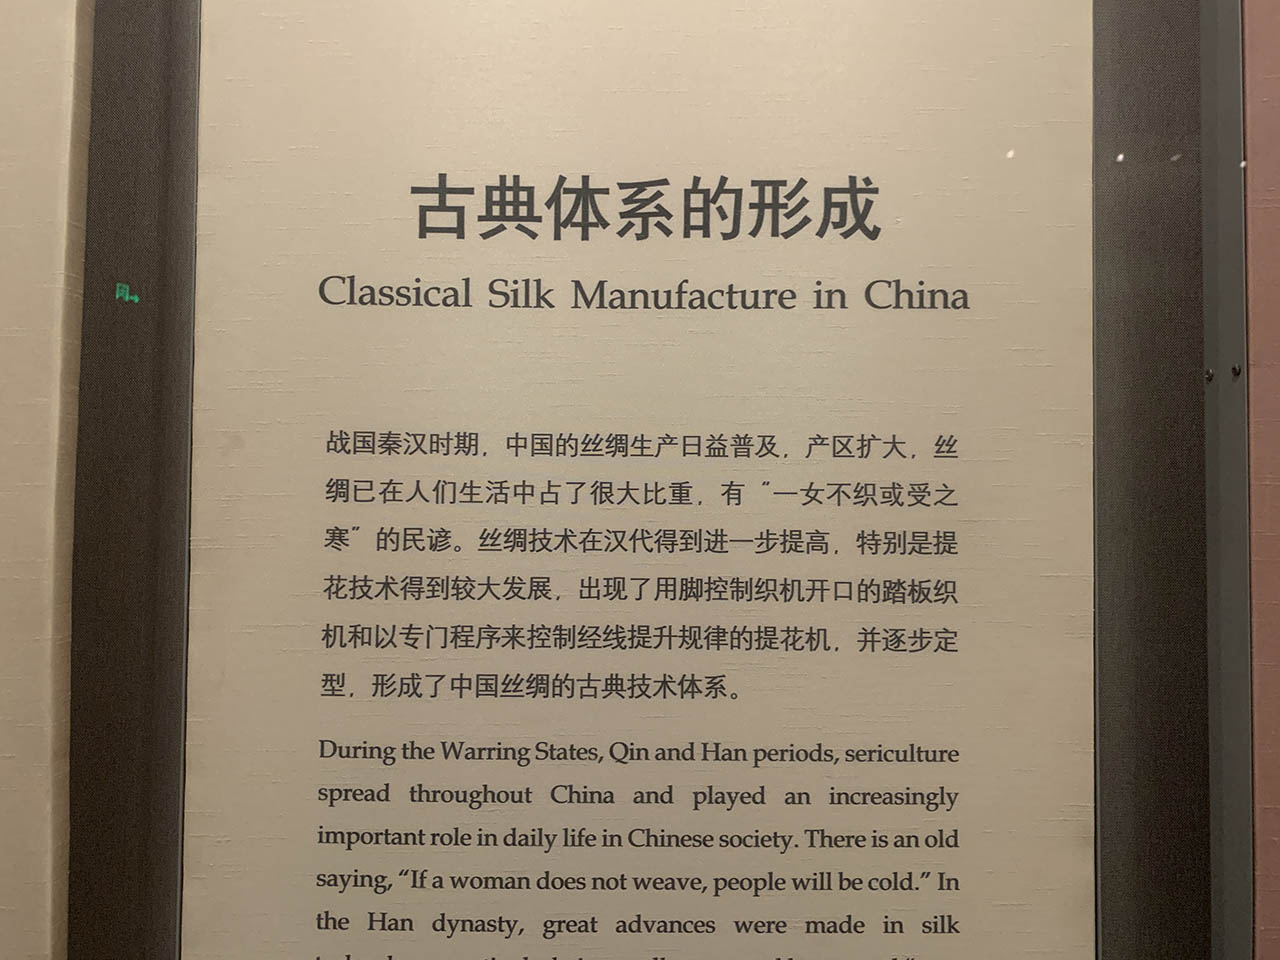 古典体系的形成
Classical Silk Manufacture in China
战国秦汉时期，中国的丝绸生产日益普及，产区扩大，丝
绸已在人们生活中占了很大比重，有“一女不织或受之
寒”的民谚。丝绸技术在汉代得到进一步提高，特别是提
花技术得到较大发展，出现了用脚控制织机开口的踏板织
机和以专门程序来控制经线提升规律的提花机，并逐步定
型，形成了中国丝绸的古典技术体系。
During the Warring States, Qin and Han periods, sericulture
spread throughout China and played an increasingly
important role in daily life in Chinese society. There is an old
saying, “If a woman does not weave, people will be cold.” In
the Han dynasty, great advances were made in silk